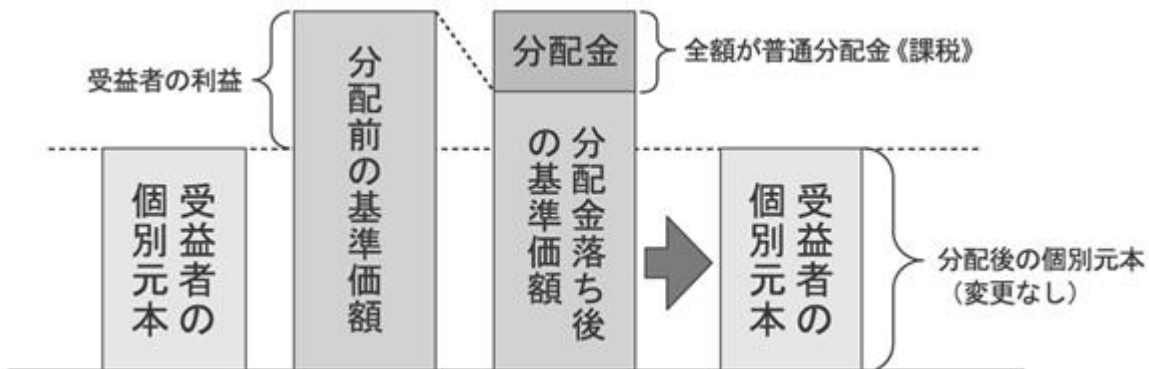 受益者の利益
受益者の
個別元本
分配前の基準価額
分配金
全額が普通分配金《課税》
分配金落ち後
の基準価額
受益者の
個別元本
分配後の個別元本
（変更なし）